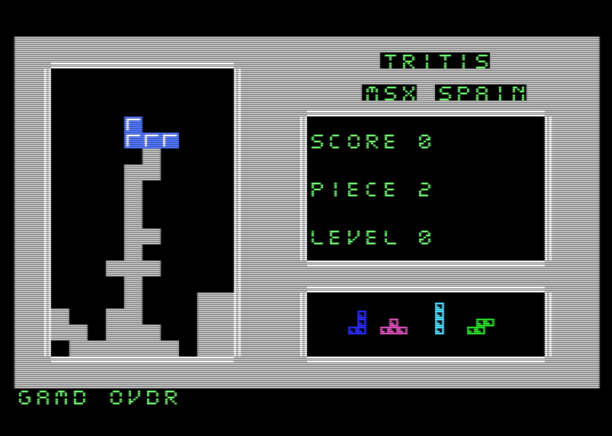 TRITIS
MSX SPAIN
SCORE 0
PIECE 2
LEVEL 0
GAMD OVDR